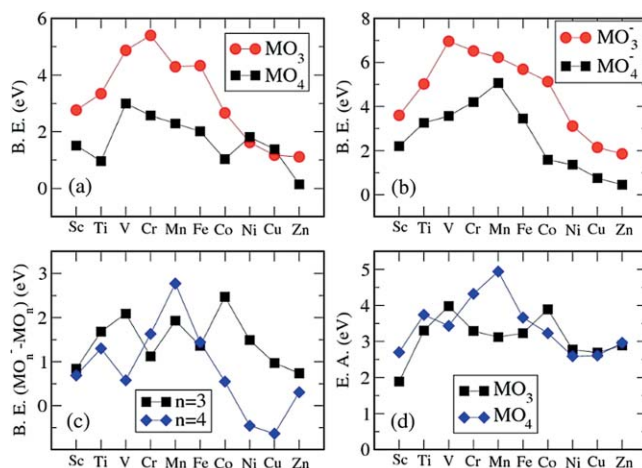 6
4
2
0
B. E. (eV)
MO₃
MO₄
(a)
Sc Ti V Cr Mn Fe Co Ni Cu Zn
8
6
4
2
0
B. E. (eV)
MO₃⁻
MO₄⁻
(b)
Sc Ti V Cr Mn Fe Co Ni Cu Zn
3
2
1
0
B. E. (MOₙ⁻-MOₙ) (eV)
n=3
n=4
(c)
Sc Ti V Cr Mn Fe Co Ni Cu Zn
5
4
3
2
1
E. A. (eV)
MO₃
MO₄
(d)
Sc Ti V Cr Mn Fe Co Ni Cu Zn